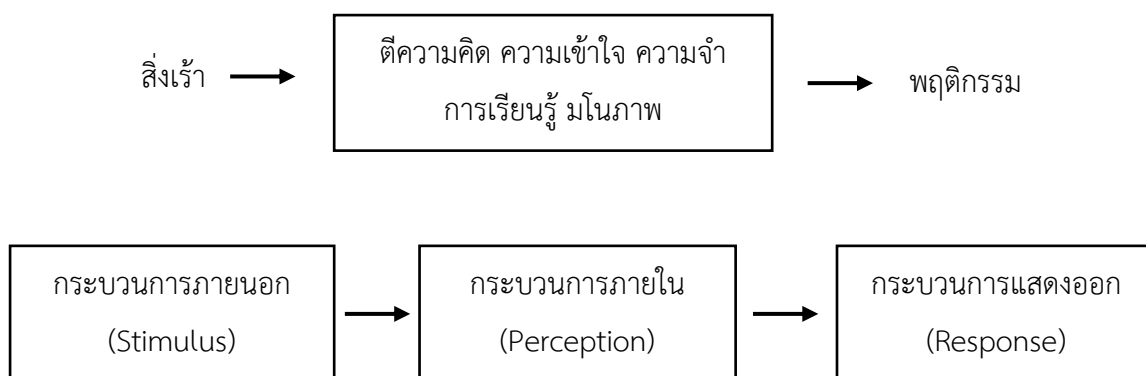 สิ่งเร้า
ตีความคิด ความเข้าใจ ความจำ
การเรียนรู้ มโนภาพ
พฤติกรรม
กระบวนการภายนอก
(Stimulus)
กระบวนการภายใน
(Perception)
กระบวนการแสดงออก
(Response)